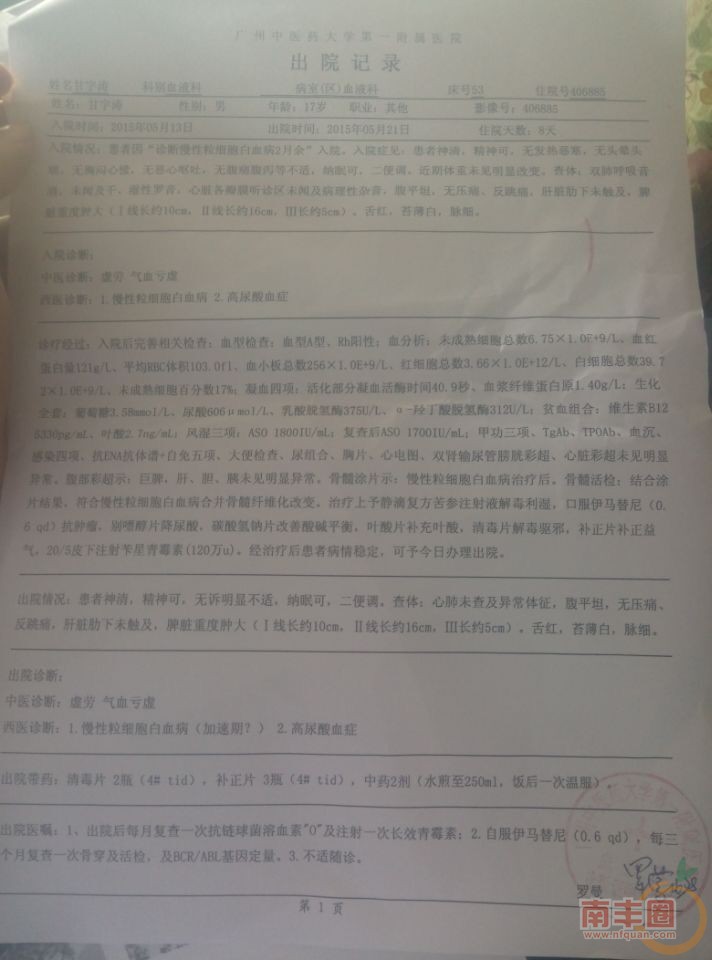 广州中医药大学第一附属医院
出院记录
姓名甘字涛 科别血液科 病室(区)血液科 床号53 住院号406885
姓名：甘字涛 性别：男 年龄：17岁 职业：其他 影像号：406885
入院时间：2015年05月13日 出院时间：2015年05月21日 住院天数：8天
入院情况：患者因“诊断慢性粒细胞白血病2月余”入院。入院症见：患者神清，精神可，无发热恶寒，无头晕头
痛，无胸闷心慌，无恶心呕吐，无腹痛腹泻等不适，纳眠可，二便调，近期体重未见明显改变。查体：双肺呼吸音
清，未闻及干、湿性罗音，心脏各瓣膜听诊区未闻及病理性杂音，腹平坦，无压痛、反跳痛，肝脏肋下未触及，脾
脏重度肿大（Ⅰ线长约10cm，Ⅱ线长约16cm，Ⅲ长约5cm）。舌红，苔薄白，脉细。
入院诊断：
中医诊断：虚劳 气血亏虚
西医诊断：1.慢性粒细胞白血病 2.高尿酸血症
诊疗经过：入院后完善相关检查：血型检查：血型A型、Rh阳性；血分析：未成熟细胞总数6.75×1.0E+9/L、血红
蛋白量121g/L、平均RBC体积103.0fl、血小板总数256×1.0E+9/L、红细胞总数3.66×1.0E+12/L、白细胞总数39.7
2×1.0E+9/L、未成熟细胞百分数17%；凝血四项：活化部分凝血活酶时间40.9秒、血浆纤维蛋白原1.40g/L；生化
全套：葡萄糖3.58mmol/L、尿酸606μmol/L、乳酸脱氢酶375U/L、α-羟丁酸脱氢酶312U/L；贫血组合：维生素B12
5330pg/mL、叶酸2.7ng/mL；风湿三项：ASO 1800IU/mL；复查后ASO 1700IU/mL；甲功三项、TgAb、TPOAb、血沉、
感染四项、抗ENA抗体谱+自免五项、大便检查、尿组合、胸片、心电图、双肾输尿管膀胱彩超、心脏彩超未见明显
异常、腹部彩超示：巨脾，肝、胆、胰未见明显异常。骨髓涂片示：慢性粒细胞白血病治疗后。骨髓活检：结合涂
片结果，符合慢性粒细胞白血病合并骨髓纤维化改变。治疗上予静滴复方苦参注射液解毒利湿，口服伊马替尼（0.
6 qd）抗肿瘤，别嘌醇片降尿酸，碳酸氢钠片改善酸碱平衡，叶酸片补充叶酸，清毒片解毒驱邪，补正片补正益
气。20/5皮下注射苄星青霉素(120万u)。经治疗后患者病情稳定，可予今日办理出院。
出院情况：患者神清，精神可，无诉明显不适，纳眠可，二便调。查体：心肺未查及异常体征，腹平坦，无压痛、
反跳痛，肝脏肋下未触及，脾脏重度肿大（Ⅰ线长约10cm，Ⅱ线长约16cm，Ⅲ长约5cm）。舌红，苔薄白，脉细。
出院诊断：
中医诊断：虚劳 气血亏虚
西医诊断：1.慢性粒细胞白血病（加速期？） 2.高尿酸血症
出院带药：清毒片 2瓶（4# tid），补正片 3瓶（4# tid），中药2剂（水煎至250ml，饭后一次温服）。
出院医嘱：1、出院后每月复查一次抗链球菌溶血素"O"及注射一次长效青霉素；2.自服伊马替尼（0.6 qd），每三
个月复查一次骨穿及活检，及BCR/ABL基因定量。3.不适随诊。
罗曼
第 1 页
南丰圈
www.nfquan.com